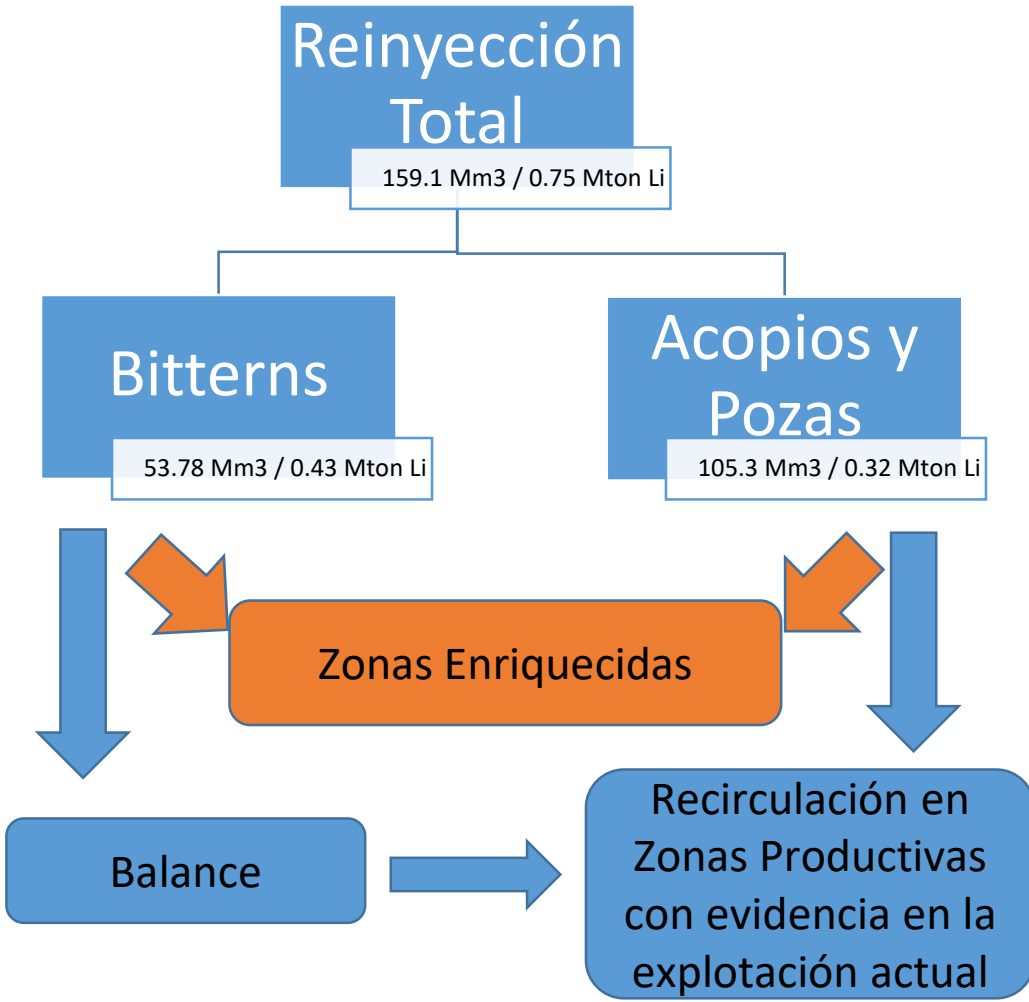 Reinyección
Total
159.1 Mm3 / 0.75 Mton Li
Bitterns
53.78 Mm3 / 0.43 Mton Li
Acopios y
Pozas
105.3 Mm3 / 0.32 Mton Li
Zonas Enriquecidas
Balance
Recirculación en
Zonas Productivas
con evidencia en la
explotación actual